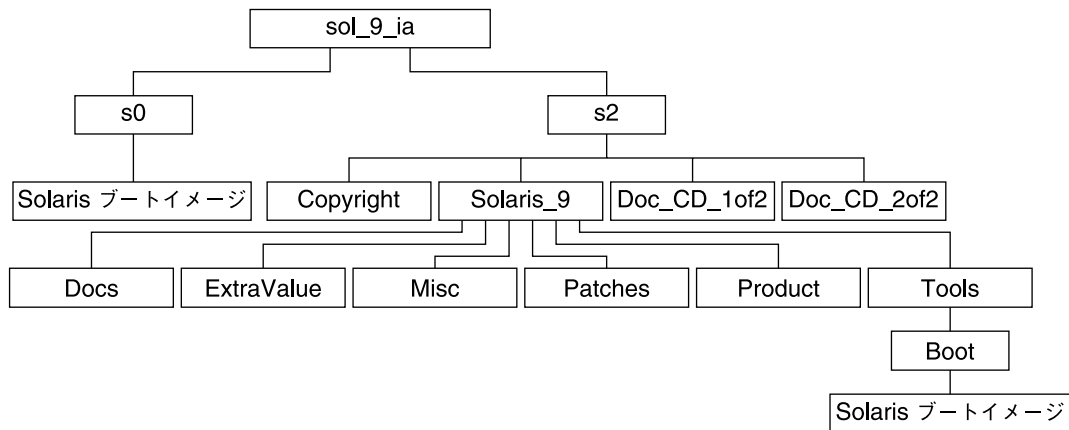 sol_9_ia
s0
s2
Solaris ブートイメージ
Copyright
Solaris_9
Doc_CD_1of2
Doc_CD_2of2
Docs
ExtraValue
Misc
Patches
Product
Tools
Boot
Solaris ブートイメージ